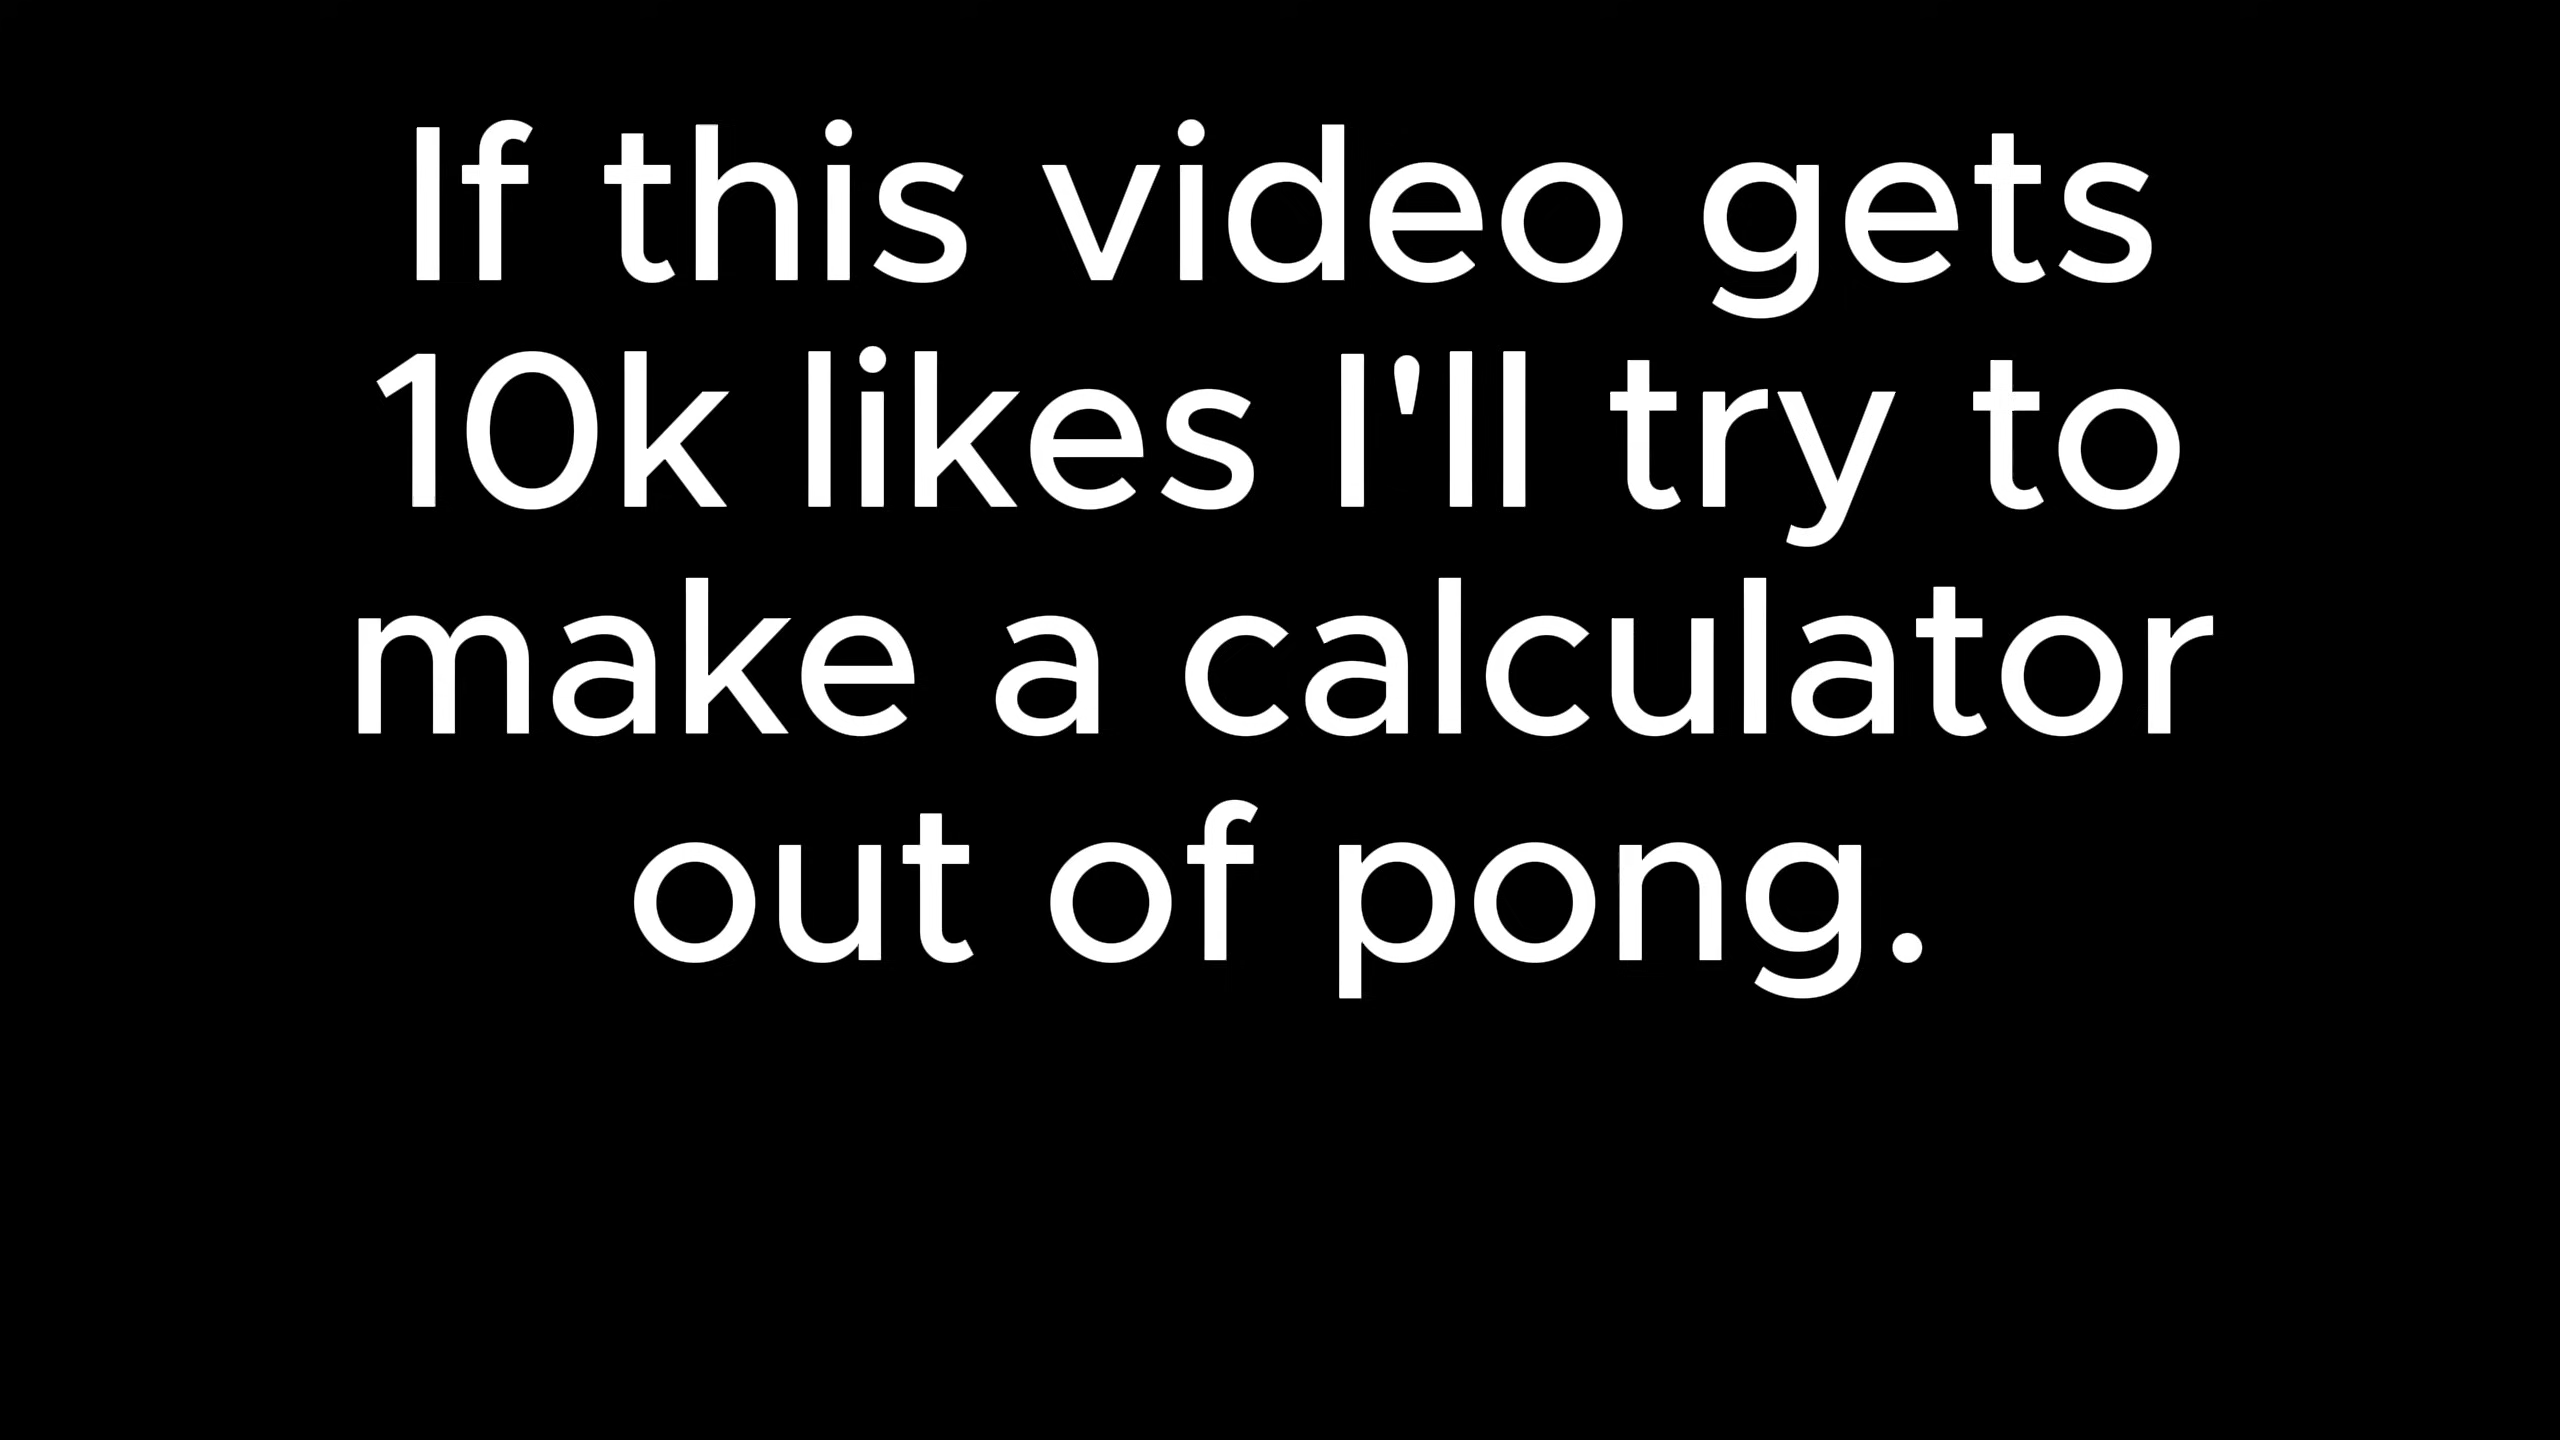 If this video gets
10k likes I'll try to
make a calculator
out of pong.